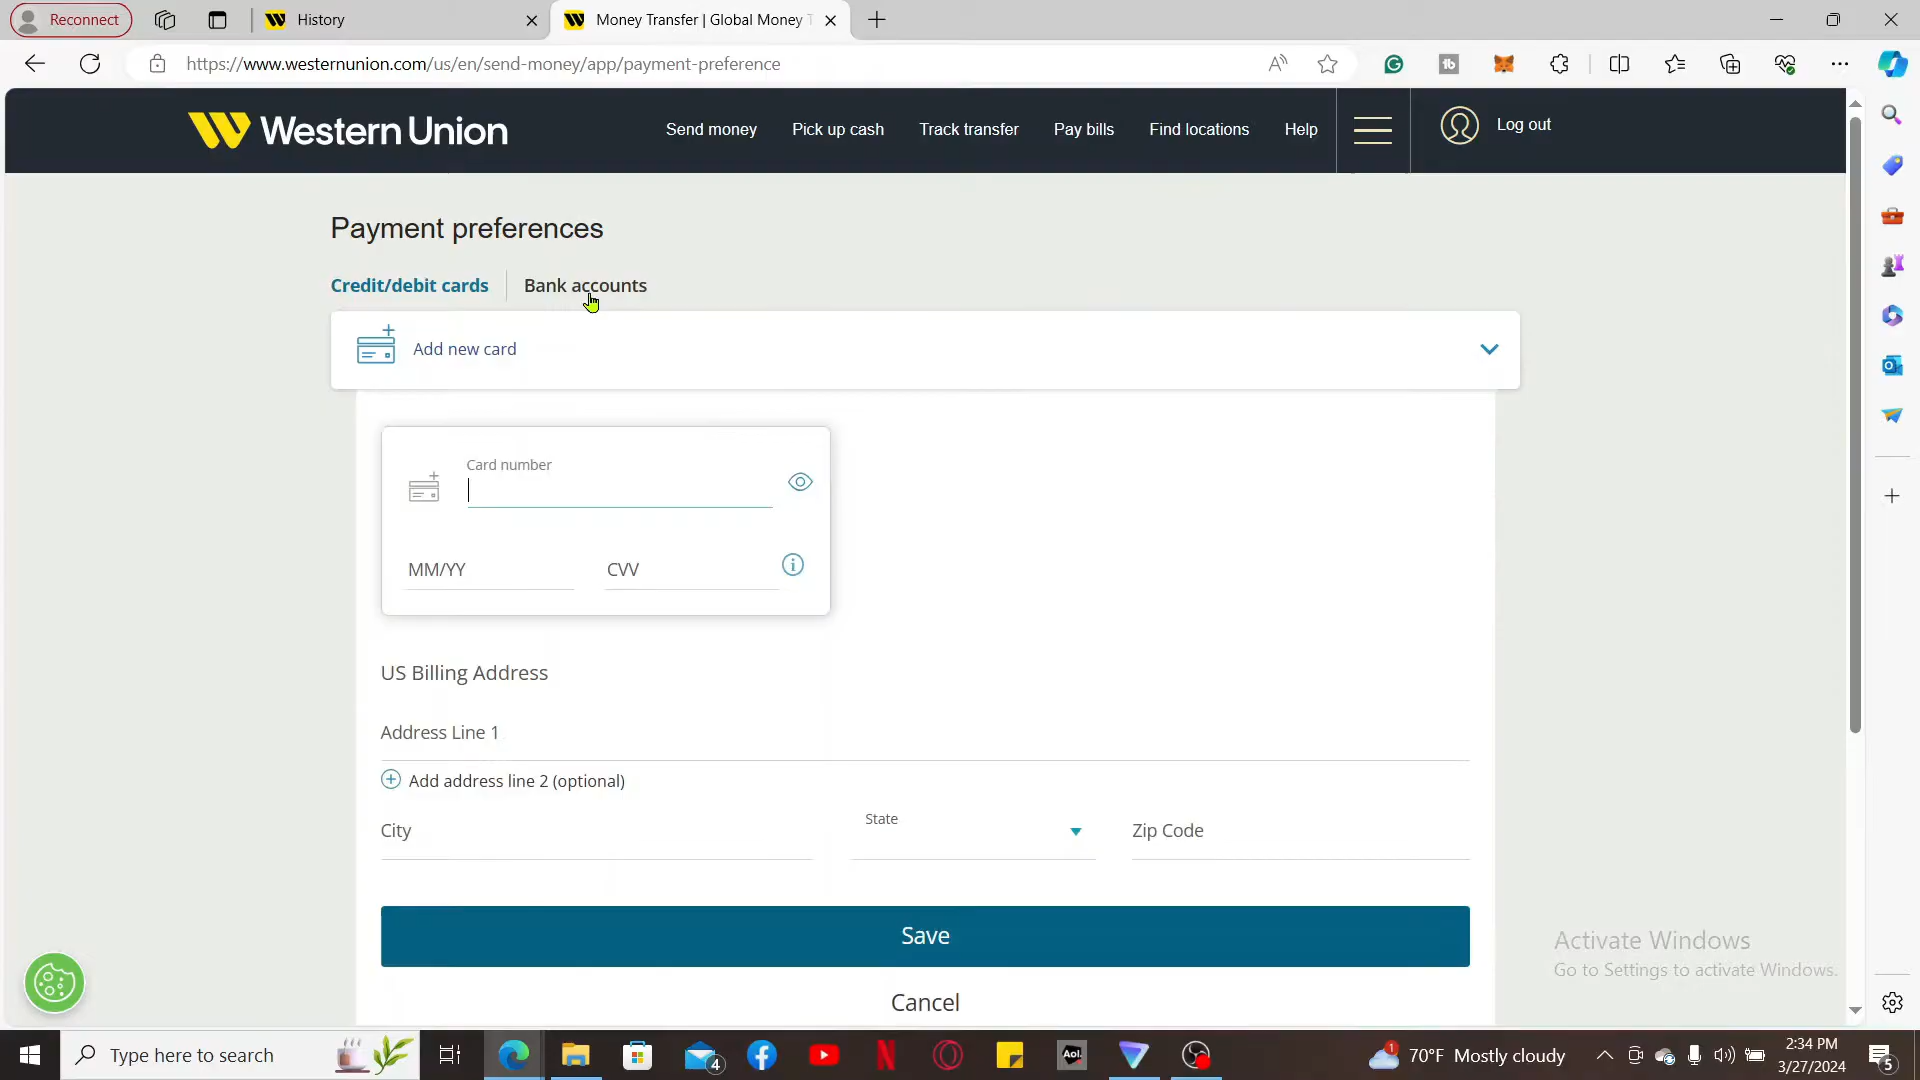 Reconnect
History
Money Transfer | Global Money T
https://www.westernunion.com/us/en/send-money/app/payment-preference
Western Union
Send money
Pick up cash
Track transfer
Pay bills
Find locations
Help
Log out
Payment preferences
Credit/debit cards
Bank accounts
Add new card
Card number
MM/YY
CVV
US Billing Address
Address Line 1
Add address line 2 (optional)
City
State
Zip Code
Save
Cancel
Activate Windows
Go to Settings to activate Windows.
Type here to search
4
Aol.
1
70°F Mostly cloudy
2:34 PM
3/27/2024
5